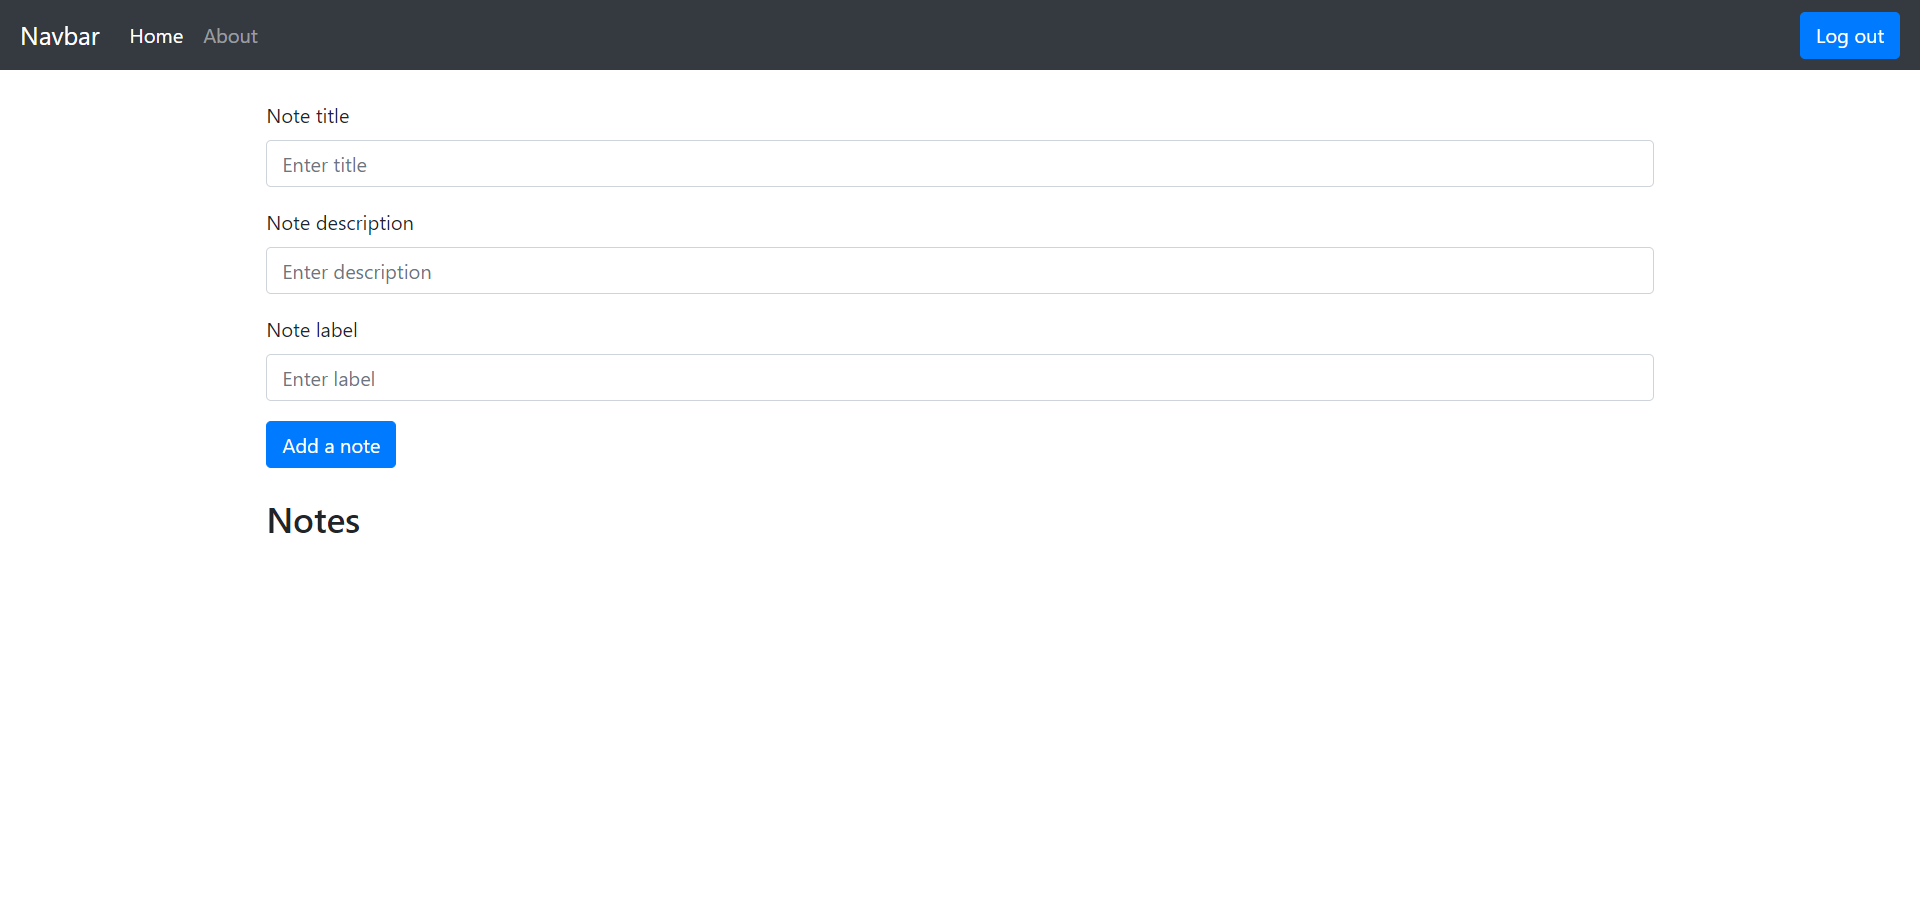 Navbar Home About Log out
Note title
Enter title
Note description
Enter description
Note label
Enter label
Add a note
Notes